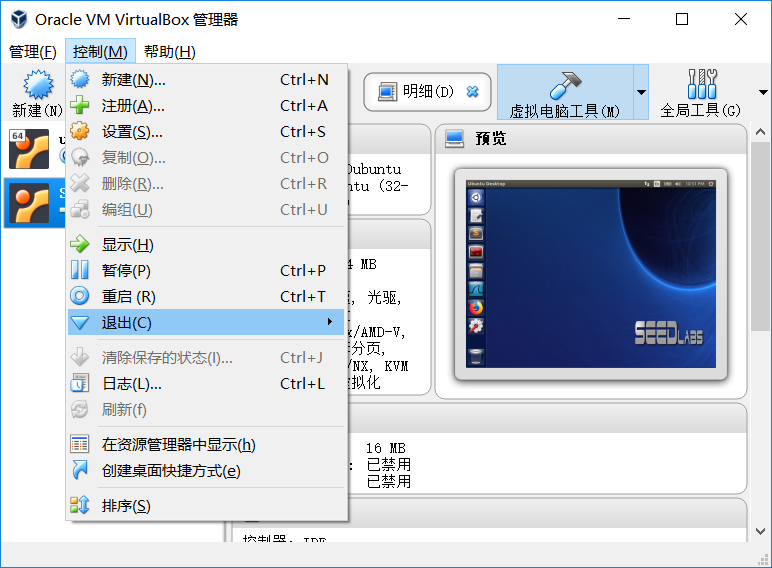 Oracle VM VirtualBox 管理器
管理(F) 控制(M) 帮助(H)
新建(N)
明细(D)
虚拟电脑工具(M)
全局工具(G)
新建(N)... Ctrl+N
注册(A)... Ctrl+A
设置(S)... Ctrl+S
复制(O)... Ctrl+O
删除(R)... Ctrl+R
编组(U) Ctrl+U
显示(H)
暂停(P) Ctrl+P
重启 (R) Ctrl+T
退出(C)
清除保存的状态(I)... Ctrl+J
日志(L)... Ctrl+L
刷新(f)
在资源管理器中显示(h)
创建桌面快捷方式(e)
排序(S)
64
u
S
预览
Ubuntu Desktop
SEEDLABS
(32-
4 MB
光驱,
x/AMD-V,
分页,
/NX, KVM
拟化
16 MB
: 已禁用
已禁用
控制器: IDE